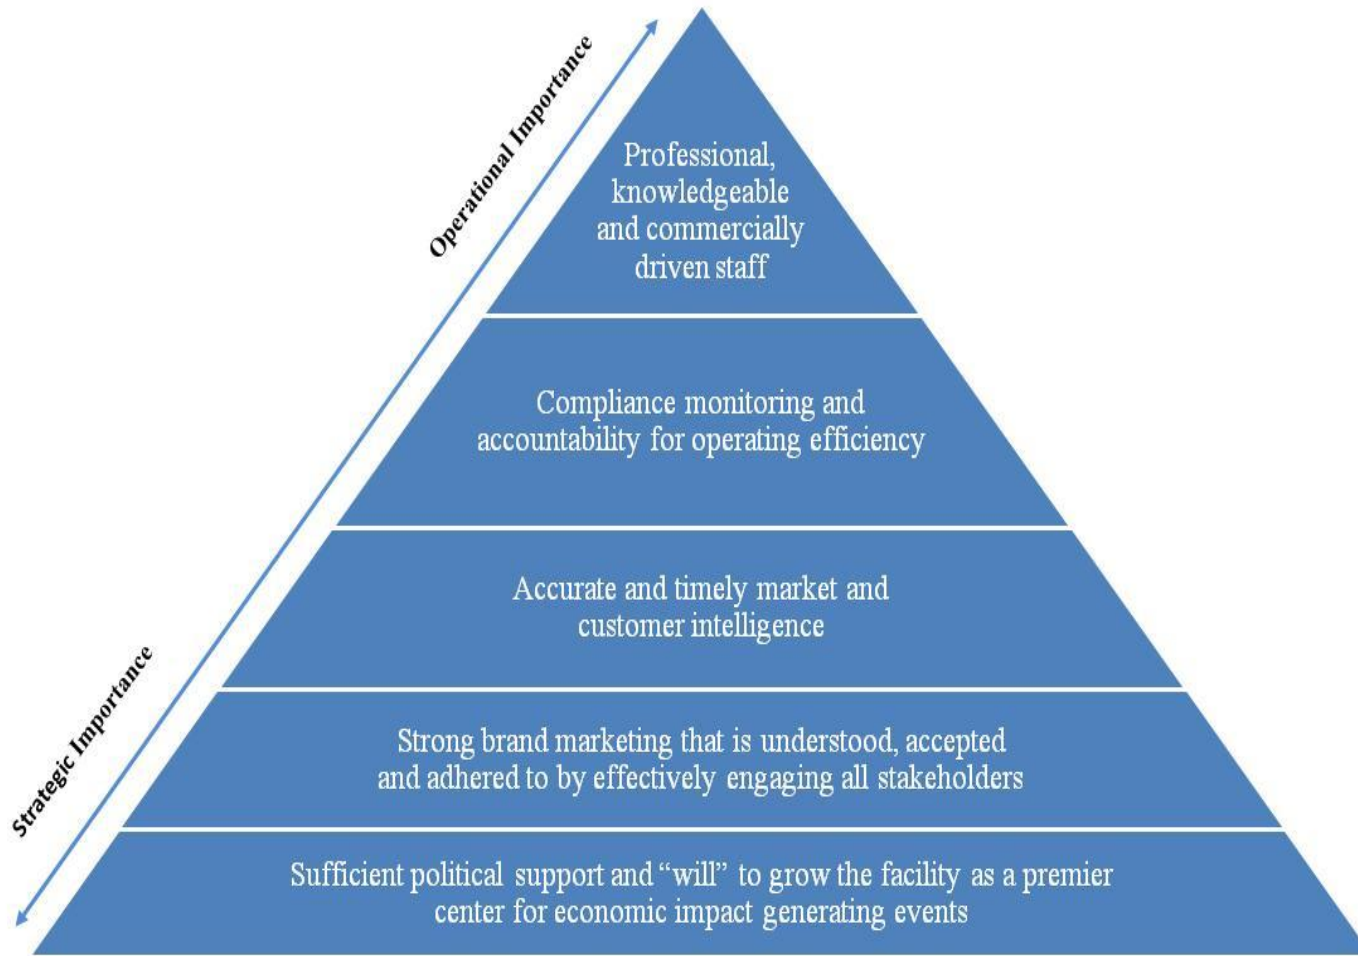 Operational Importance
Professional,
knowledgeable
and commercially
driven staff
Compliance monitoring and
accountability for operating efficiency
Accurate and timely market and
customer intelligence
Strategic Importance
Strong brand marketing that is understood, accepted
and adhered to by effectively engaging all stakeholders
Sufficient political support and “will” to grow the facility as a premier
center for economic impact generating events